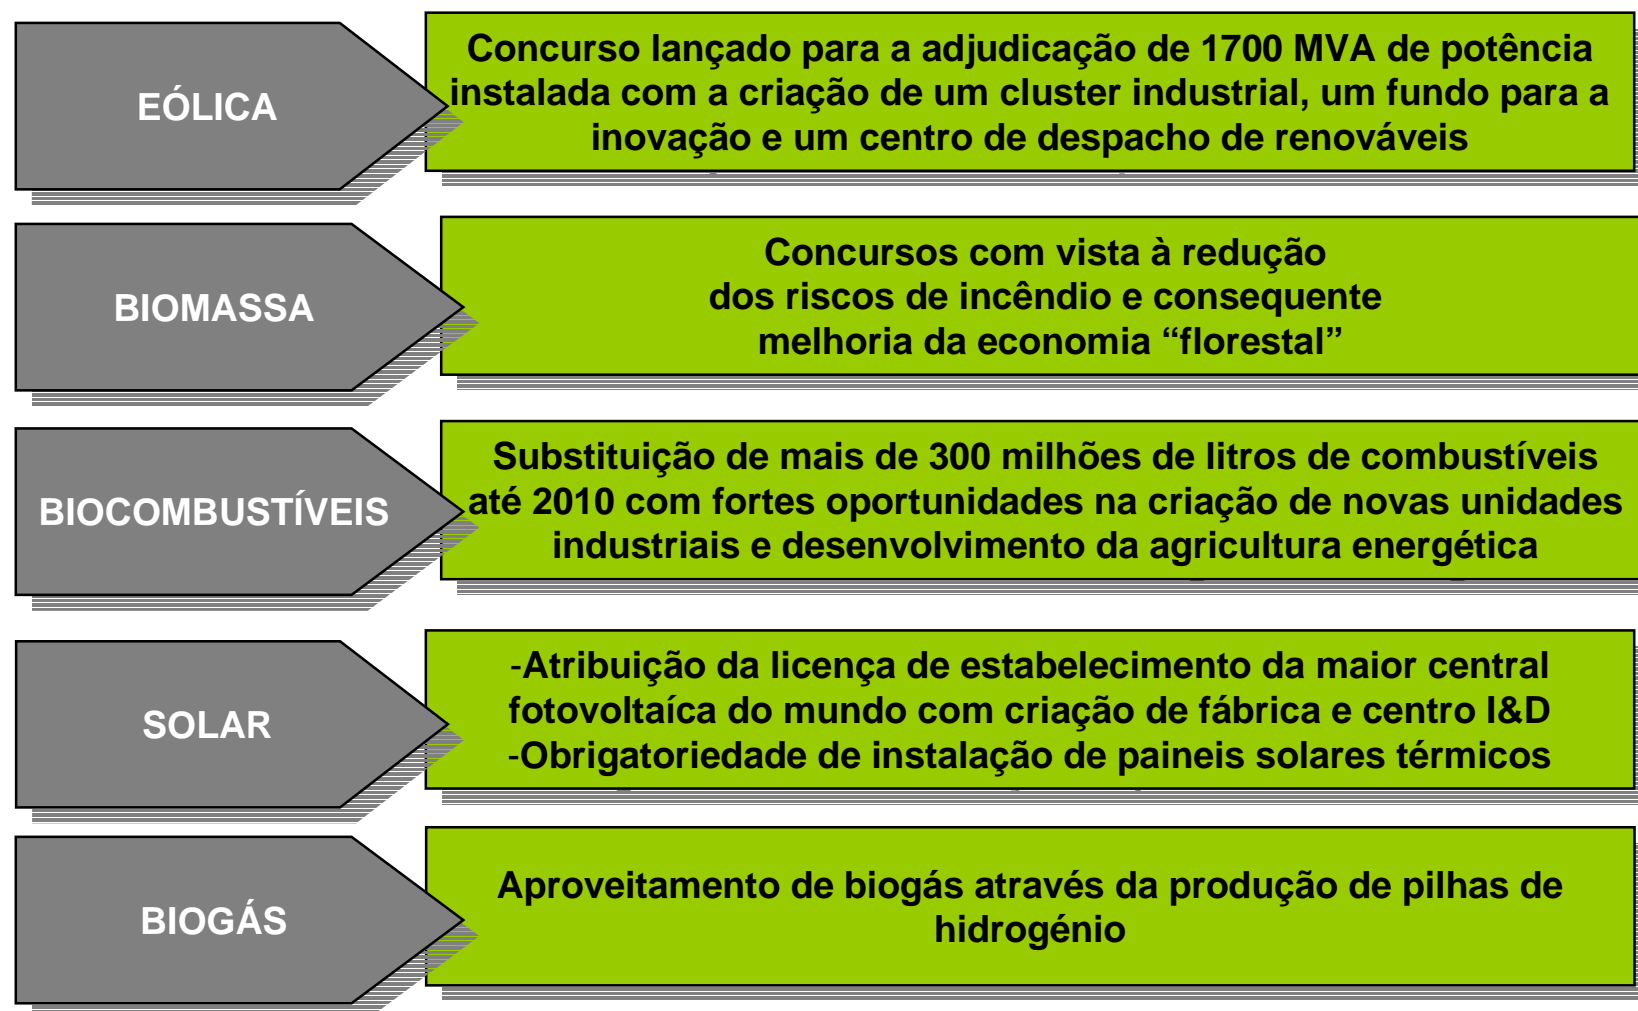 EÓLICA
Concurso lançado para a adjudicação de 1700 MVA de potência
instalada com a criação de um cluster industrial, um fundo para a
inovação e um centro de despacho de renováveis
BIOMASSA
Concursos com vista à redução
dos riscos de incêndio e consequente
melhoria da economia “florestal”
BIOCOMBUSTÍVEIS
Substituição de mais de 300 milhões de litros de combustíveis
até 2010 com fortes oportunidades na criação de novas unidades
industriais e desenvolvimento da agricultura energética
SOLAR
-Atribuição da licença de estabelecimento da maior central
fotovoltaíca do mundo com criação de fábrica e centro I&D
-Obrigatoriedade de instalação de paineis solares térmicos
BIOGÁS
Aproveitamento de biogás através da produção de pilhas de
hidrogénio